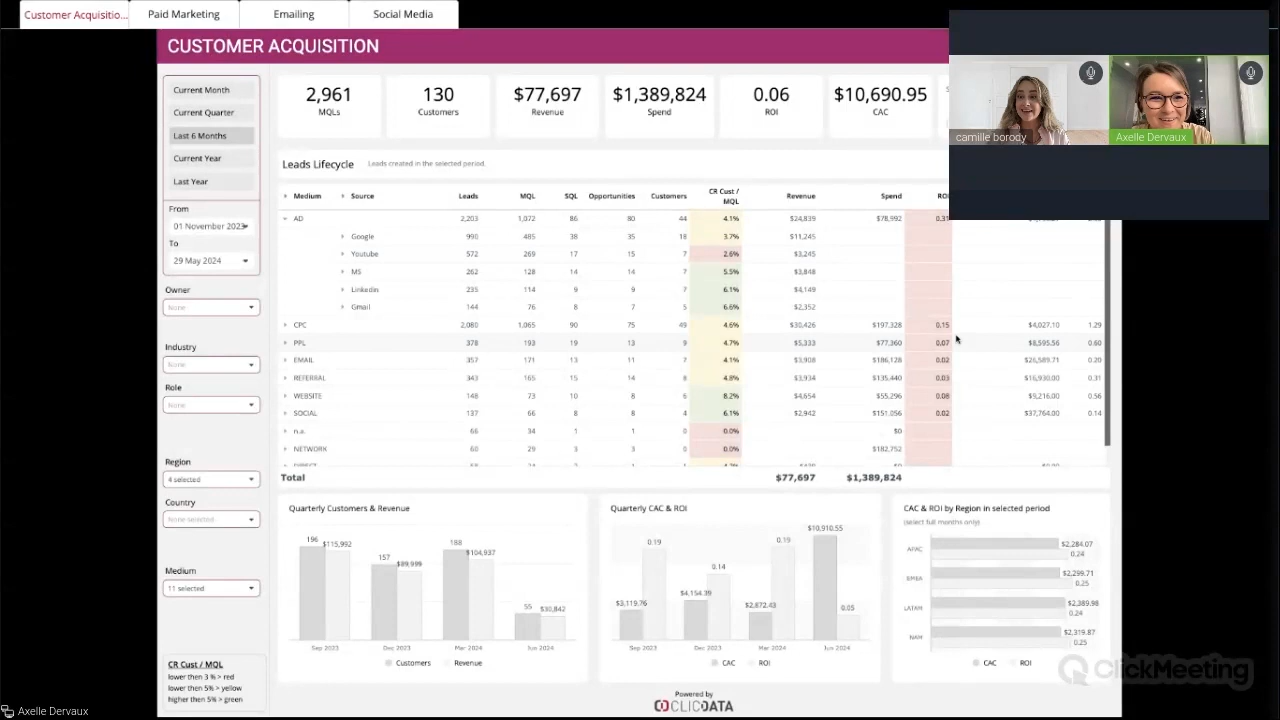 Customer Acquisitio... Paid Marketing Emailing Social Media
CUSTOMER ACQUISITION
Current Month
Current Quarter
Last 6 Months
Current Year
Last Year
From
01 November 2023
To
29 May 2024
Owner
None
Industry
None
Role
None
Region
4 selected
Country
None selected
Medium
11 selected
CR Cust / MQL
lower then 3 % > red
lower then 5% > yellow
higher then 5% > green
2,961 130 $77,697 $1,389,824 0.06 $10,690.95
MQLs Customers Revenue Spend ROI CAC
Leads Lifecycle Leads created in the selected period.
Medium Source Leads MQL SQL Opportunities Customers CR Cust / MQL Revenue Spend ROI
AD 2,203 1,072 86 80 44 4.1% $24,839 $78,992 0.31
Google 990 485 38 35 18 3.7% $11,245
Youtube 572 269 17 15 7 2.6% $3,245
MS 262 128 14 14 7 5.5% $3,848
Linkedin 235 114 9 9 7 6.1% $4,149
Gmail 144 76 8 7 5 6.6% $2,352
CPC 2,080 1,065 90 75 49 4.6% $30,426 $197,328 0.15 $4,027.10 1.29
PPL 378 193 19 13 9 4.7% $5,333 $77,360 0.07 $8,595.56 0.60
EMAIL 357 171 13 11 7 4.1% $3,908 $186,128 0.02 $26,589.71 0.20
REFERRAL 343 165 15 14 8 4.8% $3,934 $135,440 0.03 $16,930.00 0.31
WEBSITE 148 73 10 8 6 8.2% $4,654 $55,296 0.08 $9,216.00 0.56
SOCIAL 137 66 8 8 4 6.1% $2,942 $151,056 0.02 $37,764.00 0.14
n.a. 66 34 1 1 0 0.0% $0
NETWORK 60 29 3 3 0 0.0% $182,752
Total $77,697 $1,389,824
Quarterly Customers & Revenue
196 $115,992 157 $89,999 188 $104,937 55 $30,842
Sep 2023 Dec 2023 Mar 2024 Jun 2024
Customers Revenue
Quarterly CAC & ROI
$3,119.76 0.19 $4,154.39 0.14 $2,872.43 0.19 $10,910.55 0.05
Sep 2023 Dec 2023 Mar 2024 Jun 2024
CAC ROI
CAC & ROI by Region in selected period
(select full months only)
APAC $2,284.07
0.24
EMEA $2,299.71
0.25
LATAM $2,389.98
0.24
NAM $2,319.87
0.25
CAC ROI
Powered by
CLICDATA
camille borody
Axelle Dervaux
ClickMeeting
Axelle Dervaux